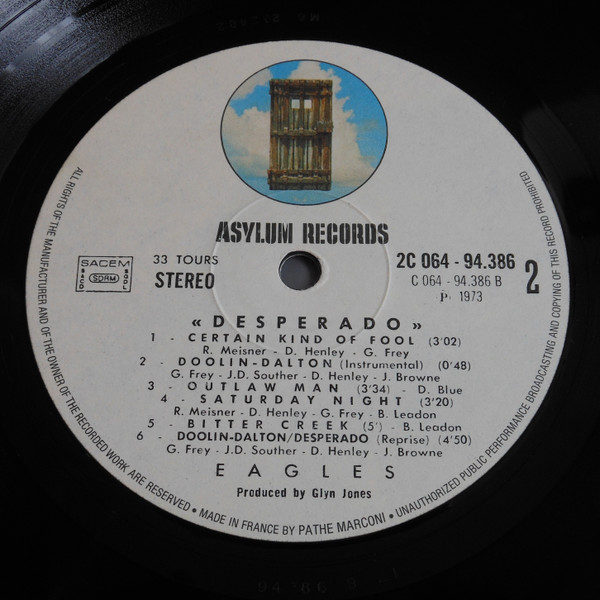 ASYLUM RECORDS
SACEM
SACD
SDRM
SGDL
33 TOURS
STEREO
2C 064 - 94.386
C 064 - 94.386 B
P. 1973
2
« DESPERADO »
1 - CERTAIN KIND OF FOOL (3'02)
R. Meisner - D. Henley - G. Frey
2 - DOOLIN-DALTON (Instrumental) (0'48)
G. Frey - J.D. Souther - D. Henley - J. Browne
3 - OUTLAW MAN (3'34) - D. Blue
4 - SATURDAY NIGHT (3'20)
R. Meisner - D. Henley - G. Frey - B. Leadon
5 - BITTER CREEK (5') - B. Leadon
6 - DOOLIN-DALTON/DESPERADO (Reprise) (4'50)
G. Frey - J.D. Souther - D. Henley - J. Browne
EAGLES
Produced by Glyn Jones
ALL RIGHTS OF THE MANUFACTURER AND OF THE OWNER OF THE RECORDED WORK ARE RESERVED • MADE IN FRANCE BY PATHE MARCONI • UNAUTHORIZED PUBLIC PERFORMANCE BROADCASTING AND COPYING OF THIS RECORD PROHIBITED